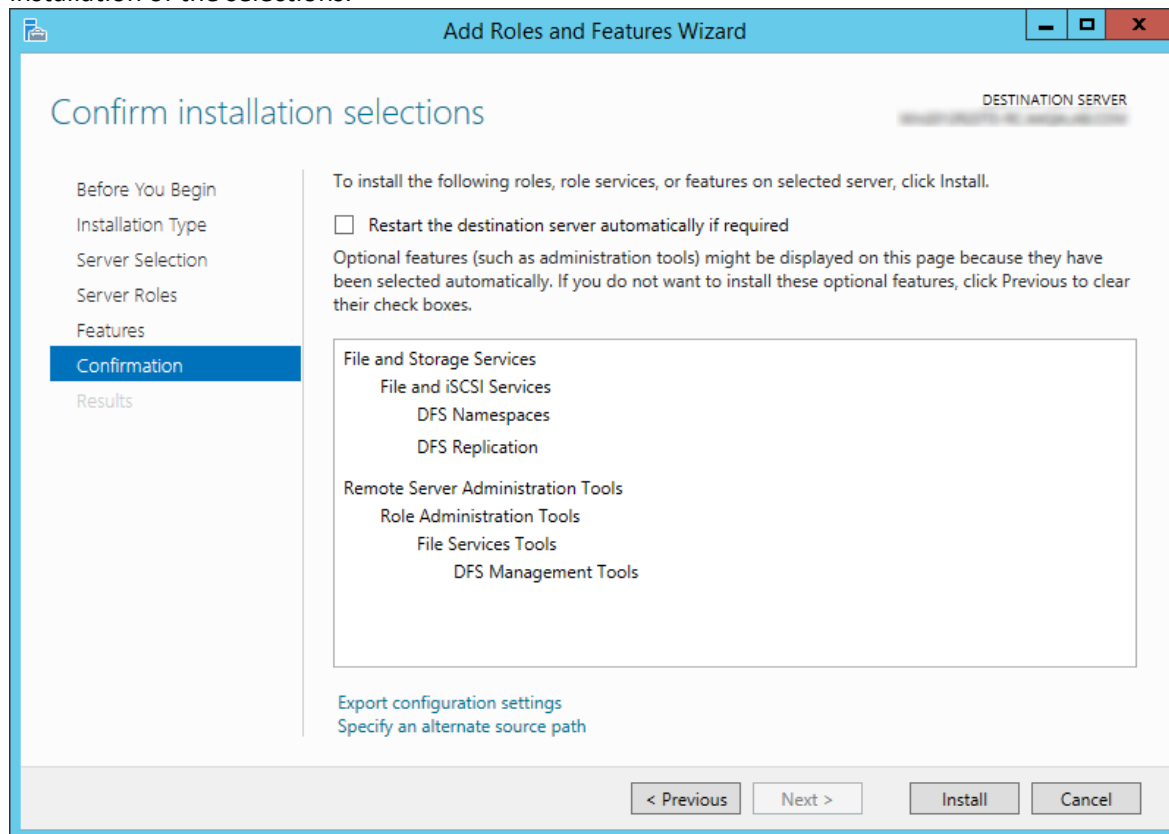 installation of the selections.
Add Roles and Features Wizard
Confirm installation selections
DESTINATION SERVER
Before You Begin
Installation Type
Server Selection
Server Roles
Features
Confirmation
Results
To install the following roles, role services, or features on selected server, click Install.
Restart the destination server automatically if required
Optional features (such as administration tools) might be displayed on this page because they have
been selected automatically. If you do not want to install these optional features, click Previous to clear
their check boxes.
File and Storage Services
File and iSCSI Services
DFS Namespaces
DFS Replication
Remote Server Administration Tools
Role Administration Tools
File Services Tools
DFS Management Tools
Export configuration settings
Specify an alternate source path
< Previous
Next >
Install
Cancel